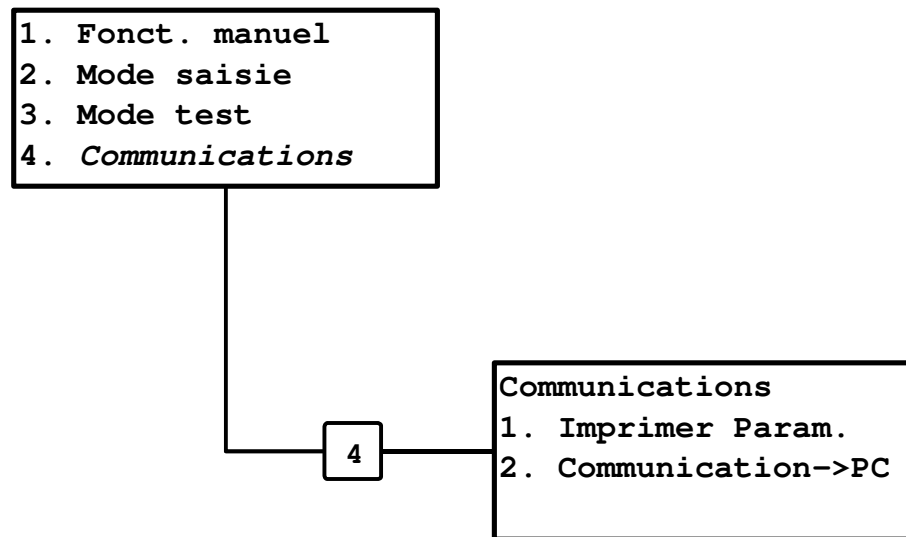 1. Fonct. manuel
2. Mode saisie
3. Mode test
4. Communications
4
Communications
1. Imprimer Param.
2. Communication->PC